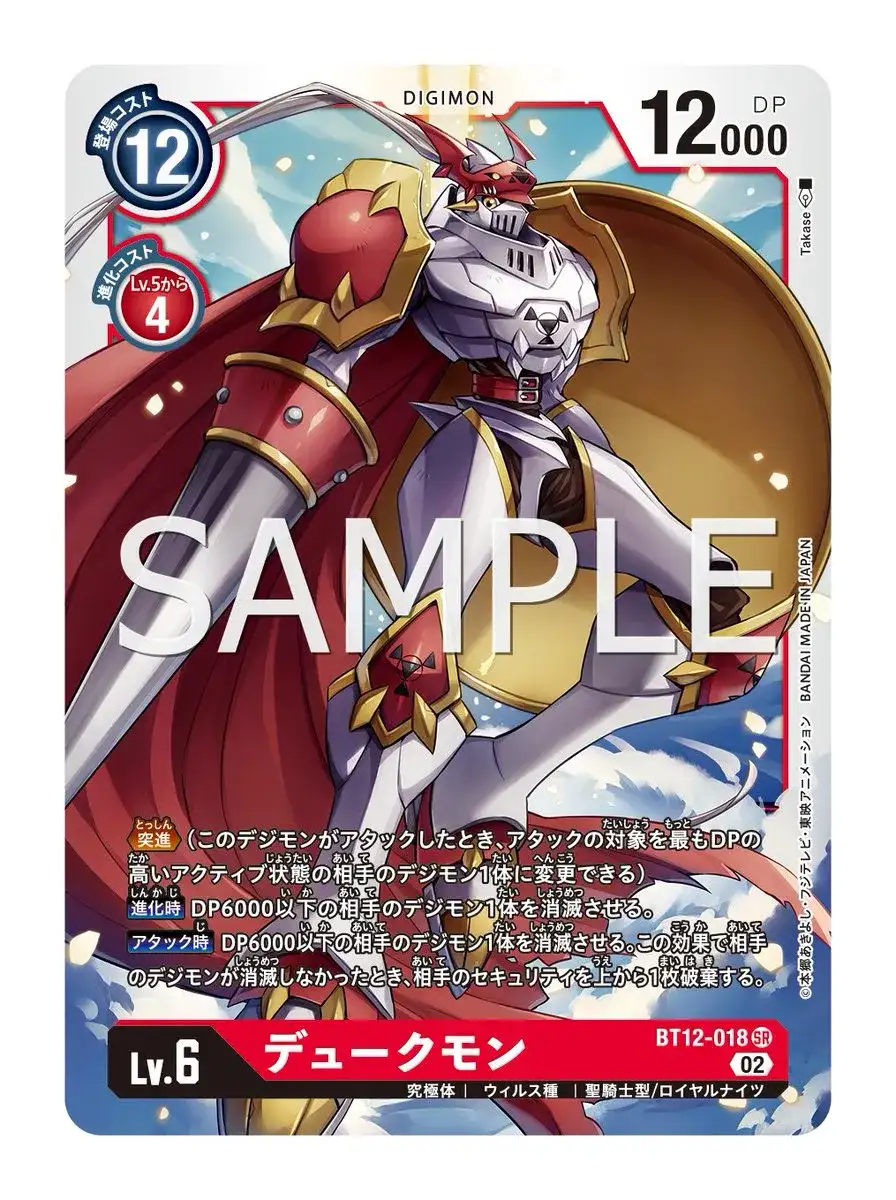 DIGIMON
登場コスト
12
12000
DP
Takase
進化コスト
Lv.5から
4
SAMPLE
突進 (このデジモンがアタックしたとき、アタックの対象を最もDPの
高いアクティブ状態の相手のデジモン1体に変更できる)
進化時 DP6000以下の相手のデジモン1体を消滅させる。
アタック時 DP6000以下の相手のデジモン1体を消滅させる。この効果で相手
のデジモンが消滅しなかったとき、相手のセキュリティを上から1枚破棄する。
©本郷あきよし・フジテレビ・東映アニメーション BANDAI MADE IN JAPAN
Lv.6
デュークモン
BT12-018 SR
02
究極体 | ウィルス種 | 聖騎士型/ロイヤルナイツ